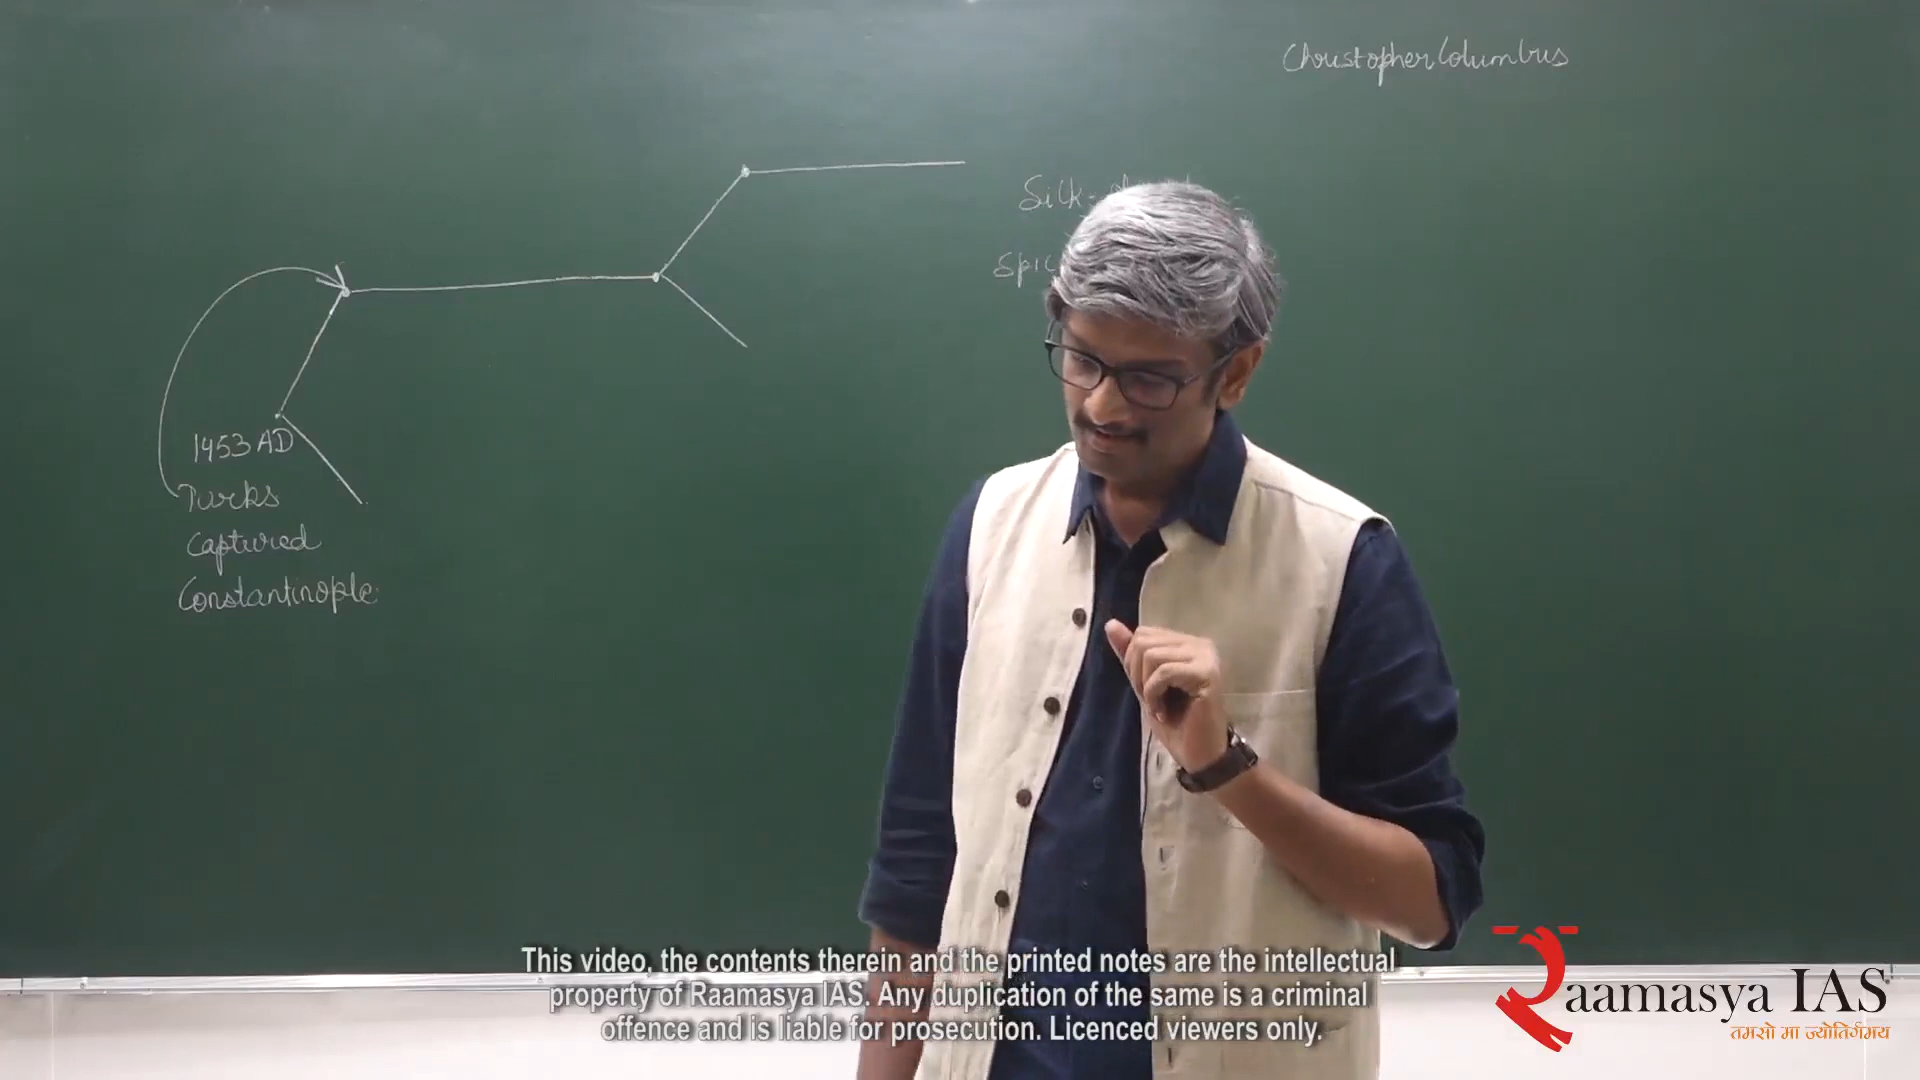 Christopher Columbus
Silk-
1453 AD
Turks
Captured
Constantinople
This video, the contents therein and the printed notes are the intellectual
property of Raamasya IAS. Any duplication of the same is a criminal
offence and is liable for prosecution. Licenced viewers only.
Raamasya IAS
तमसो मा ज्योतिर्गमय